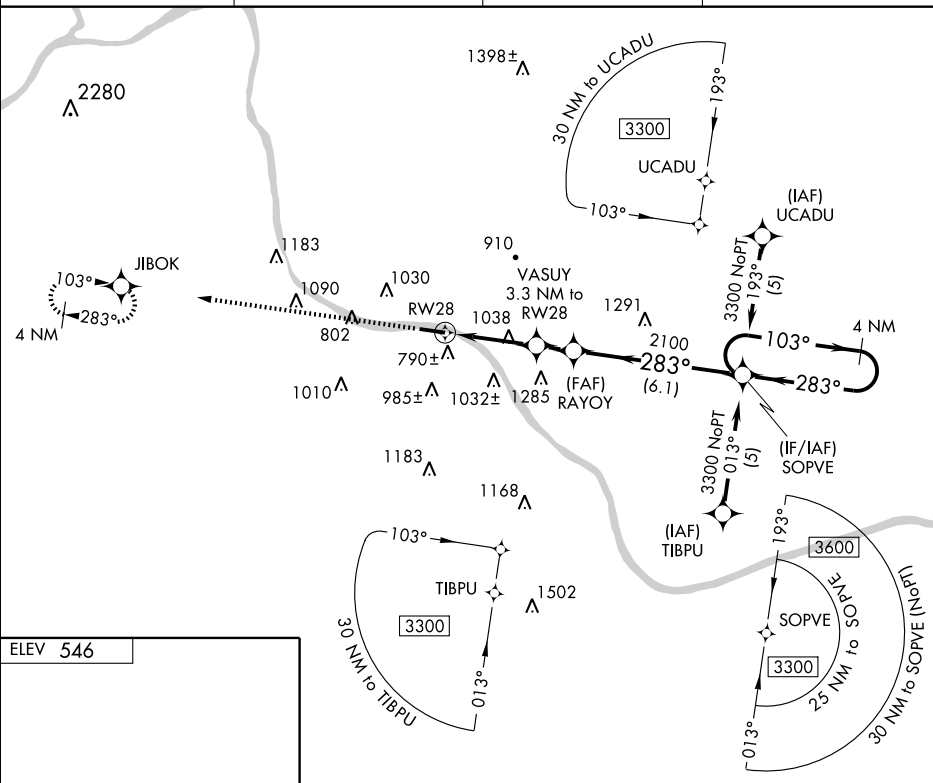 1398±
30 NM to UCADU
193°
2280
3300
UCADU
103°
(IAF)
UCADU
1183
910
VASUY
3.3 NM to
RW28
3300 NoPT
193°
(5)
JIBOK
103°
283°
4 NM
1090
1030
RW28
802
1038
1291
2100
283°
(6.1)
103°
4 NM
283°
790±
1010
985±
1032±
1285
(FAF)
RAYOY
(IF/IAF)
SOPVE
3300 NoPT
013°
(5)
1183
1168
(IAF)
TIBPU
103°
TIBPU
1502
3300
30 NM to TIBPU
013°
193°
3600
SOPVE
3300
25 NM to SOPVE
30 NM to SOPVE (NoPT)
013°
ELEV 546